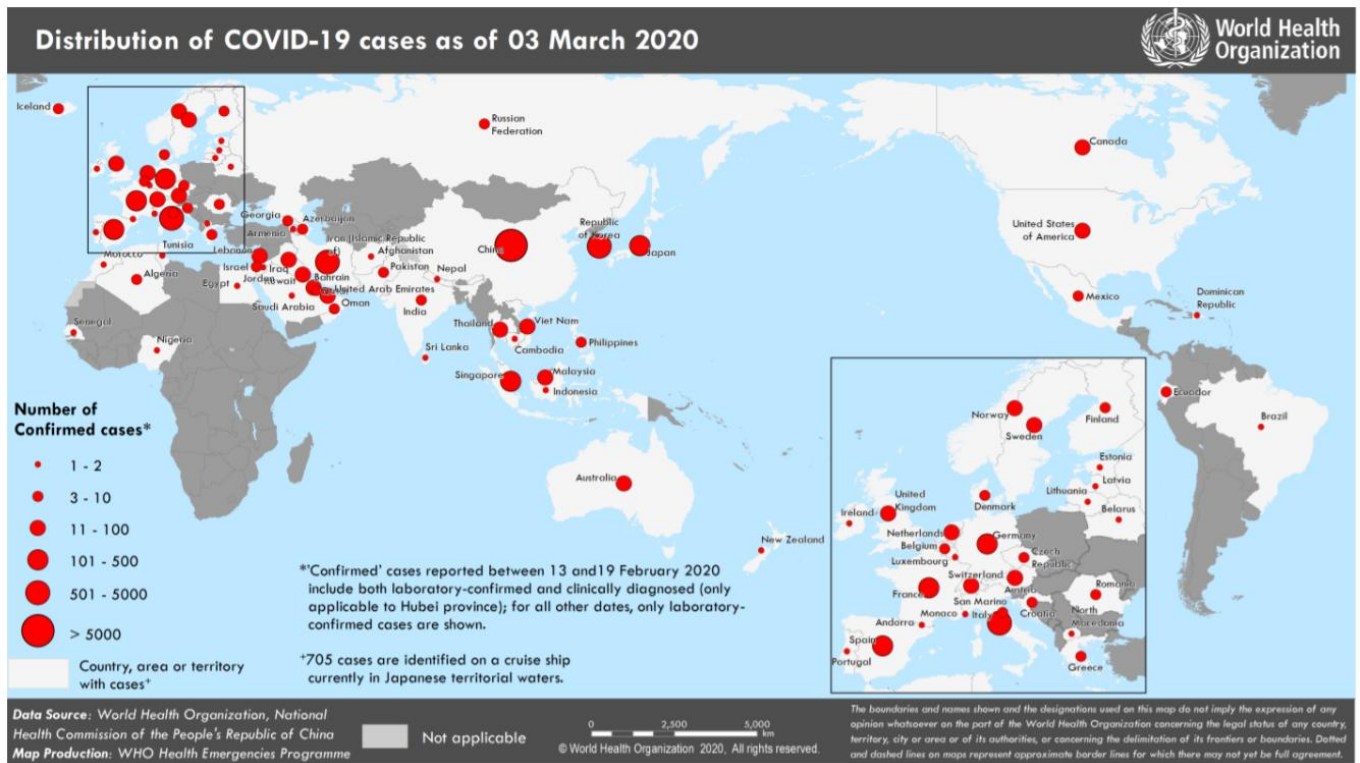 Distribution of COVID-19 cases as of 03 March 2020
World Health
Organization
Iceland
Russian
Federation
Canada
United States
of America
Mexico
Dominican
Republic
Ecuador
Brazil
Georgia
Azerbaijan
Armenia
Iran (Islamic Republic
of)
Lebanon
Tunisia
Morocco
Algeria
Israel
Iraq
Jordan
Kuwait
Bahrain
Egypt
United Arab Emirates
Saudi Arabia
Oman
Afghanistan
Pakistan
Nepal
India
China
Republic
of Korea
Japan
Senegal
Nigeria
Sri Lanka
Thailand
Viet Nam
Cambodia
Philippines
Singapore
Malaysia
Indonesia
Australia
New Zealand
Norway
Sweden
Finland
Estonia
Latvia
Lithuania
Belarus
Denmark
United
Kingdom
Ireland
Netherlands
Belgium
Luxembourg
Germany
Czech
Republic
Switzerland
Austria
France
San Marino
Monaco
Italy
Croatia
Romania
North
Macedonia
Andorra
Spain
Portugal
Greece
Number of
Confirmed cases*
1 - 2
3 - 10
11 - 100
101 - 500
501 - 5000
> 5000
Country, area or territory
with cases⁺
*'Confirmed' cases reported between 13 and19 February 2020
include both laboratory-confirmed and clinically diagnosed (only
applicable to Hubei province); for all other dates, only laboratory-
confirmed cases are shown.
⁺705 cases are identified on a cruise ship
currently in Japanese territorial waters.
Data Source: World Health Organization, National
Health Commission of the People's Republic of China
Map Production: WHO Health Emergencies Programme
Not applicable
0 2,500 5,000
km
© World Health Organization 2020, All rights reserved.
The boundaries and names shown and the designations used on this map do not imply the expression of any
opinion whatsoever on the part of the World Health Organization concerning the legal status of any country,
territory, city or area or of its authorities, or concerning the delimitation of its frontiers or boundaries. Dotted
and dashed lines on maps represent approximate border lines for which there may not yet be full agreement.